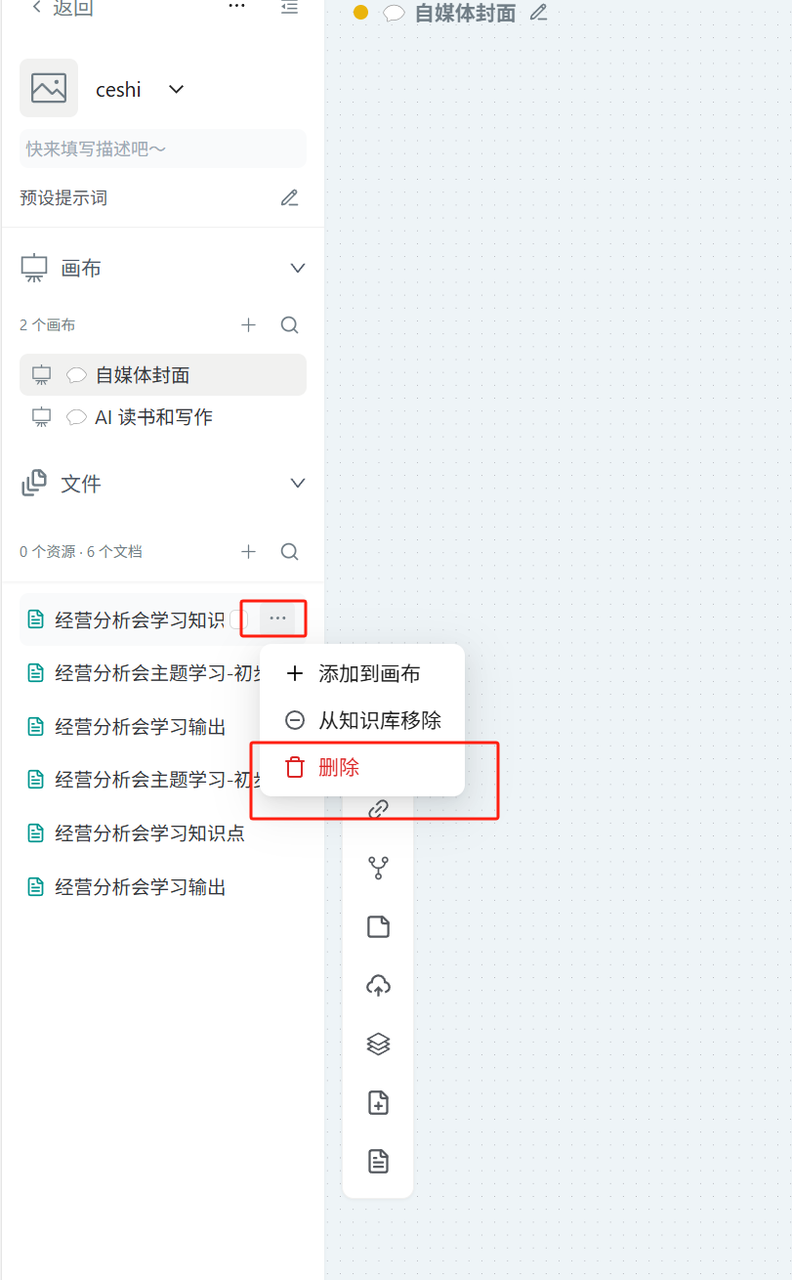 返回
自媒体封面
ceshi
快来填写描述吧～
预设提示词
画布
2 个画布
自媒体封面
AI 读书和写作
文件
0 个资源 · 6 个文档
经营分析会学习知识
添加到画布
经营分析会主题学习-初
从知识库移除
经营分析会学习输出
删除
经营分析会主题学习-初
经营分析会学习知识点
经营分析会学习输出